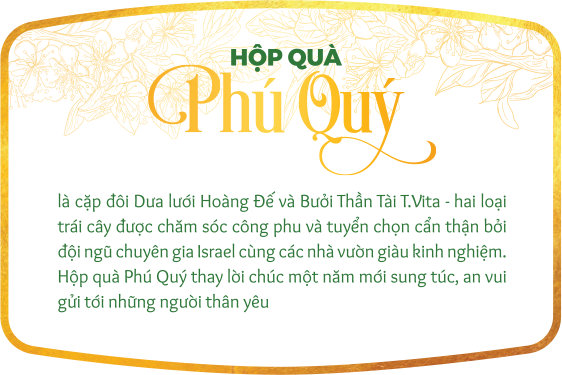 HỘP QUÀ
Phú Quý
là cặp đôi Dưa lưới Hoàng Đế và Bưởi Thần Tài T.Vita - hai loại
trái cây được chăm sóc công phu và tuyển chọn cẩn thận bởi
đội ngũ chuyên gia Israel cùng các nhà vườn giàu kinh nghiệm.
Hộp quà Phú Quý thay lời chúc một năm mới sung túc, an vui
gửi tới những người thân yêu